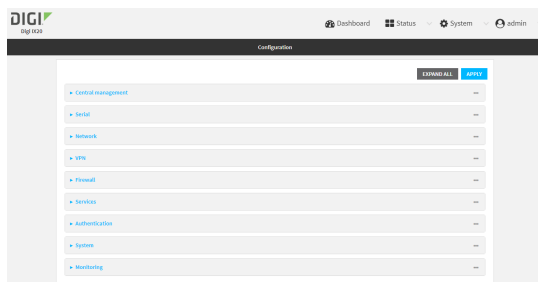 DIGI
Digi IX20
Dashboard
Status
System
admin
Configuration
EXPAND ALL
APPLY
Central management
Serial
Network
VPN
Firewall
Services
Authentication
System
Monitoring